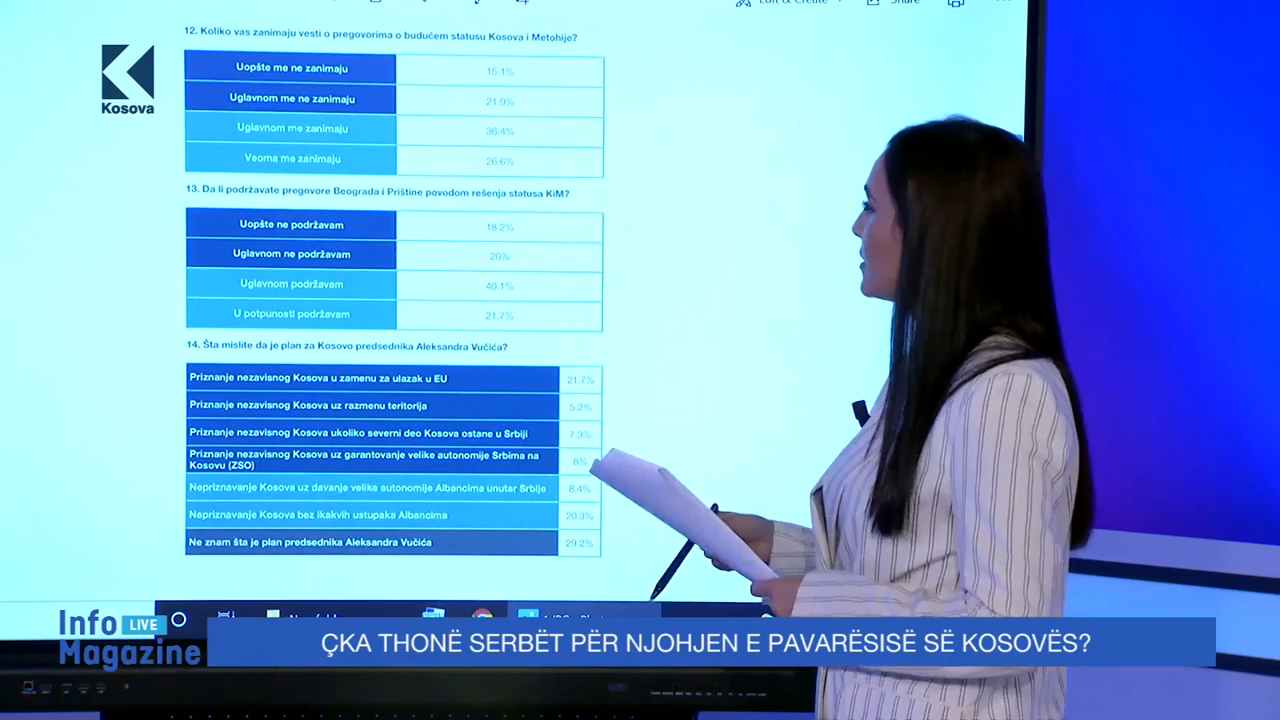 Edit & Create
Share
12. Koliko vas zanimaju vesti o pregovorima o budućem statusu Kosova i Metohije?
Uopšte me ne zanimaju 15.1%
Uglavnom me ne zanimaju 21.9%
Uglavnom me zanimaju 36.4%
Veoma me zanimaju 26.6%
Kosova
13. Da li podržavate pregovore Beograda i Prištine povodom rešenja statusa KiM?
Uopšte ne podržavam 18.2%
Uglavnom ne podržavam 20%
Uglavnom podržavam 40.1%
U potpunosti podržavam 21.7%
14. Šta mislite da je plan za Kosovo predsednika Aleksandra Vučića?
Priznanje nezavisnog Kosova u zamenu za ulazak u EU 21.7%
Priznanje nezavisnog Kosova uz razmenu teritorija 5.2%
Priznanje nezavisnog Kosova ukoliko severni deo Kosova ostane u Srbiji 7.3%
Priznanje nezavisnog Kosova uz garantovanje velike autonomije Srbima na
Kosovu (ZSO) 8%
Nepriznavanje Kosova uz davanje velike autonomije Albancima unutar Srbije 8.4%
Nepriznavanje Kosova bez ikakvih ustupaka Albancima 20.3%
Ne znam šta je plan predsednika Aleksandra Vučića 29.2%
Info LIVE
Magazine
ÇKA THONË SERBËT PËR NJOHJEN E PAVARËSISË SË KOSOVËS?